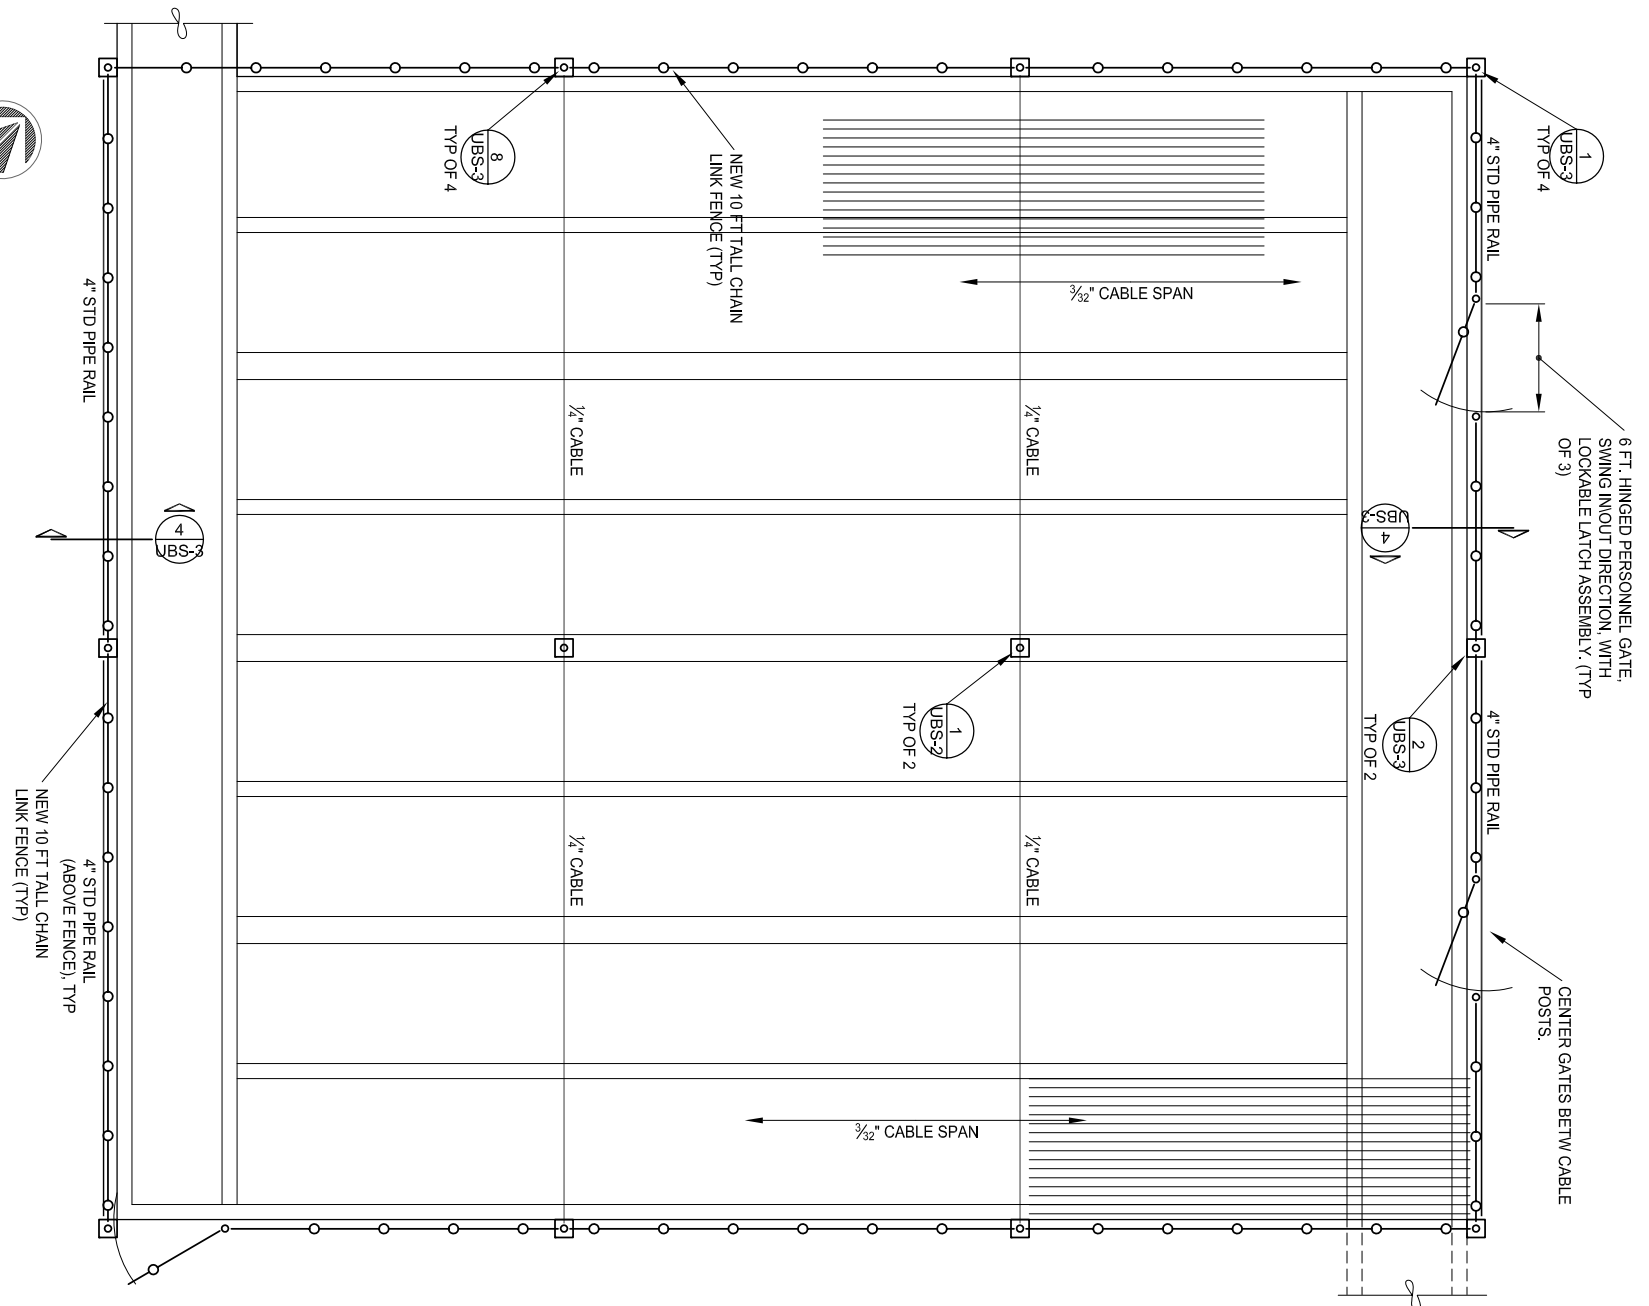 6 FT. HINGED PERSONNEL GATE,
SWING IN\OUT DIRECTION, WITH
LOCKABLE LATCH ASSEMBLY. (TYP
OF 3)
CENTER GATES BETW CABLE
POSTS.
1
UBS-3
TYP OF 4
4" STD PIPE RAIL
4" STD PIPE RAIL
2
UBS-3
TYP OF 2
4
UBS-3
3/32" CABLE SPAN
1/4" CABLE
1/4" CABLE
1
UBS-2
TYP OF 2
3/32" CABLE SPAN
NEW 10 FT TALL CHAIN
LINK FENCE (TYP)
8
UBS-3
TYP OF 4
1/4" CABLE
1/4" CABLE
4
UBS-3
4" STD PIPE RAIL
4" STD PIPE RAIL
(ABOVE FENCE), TYP
NEW 10 FT TALL CHAIN
LINK FENCE (TYP)